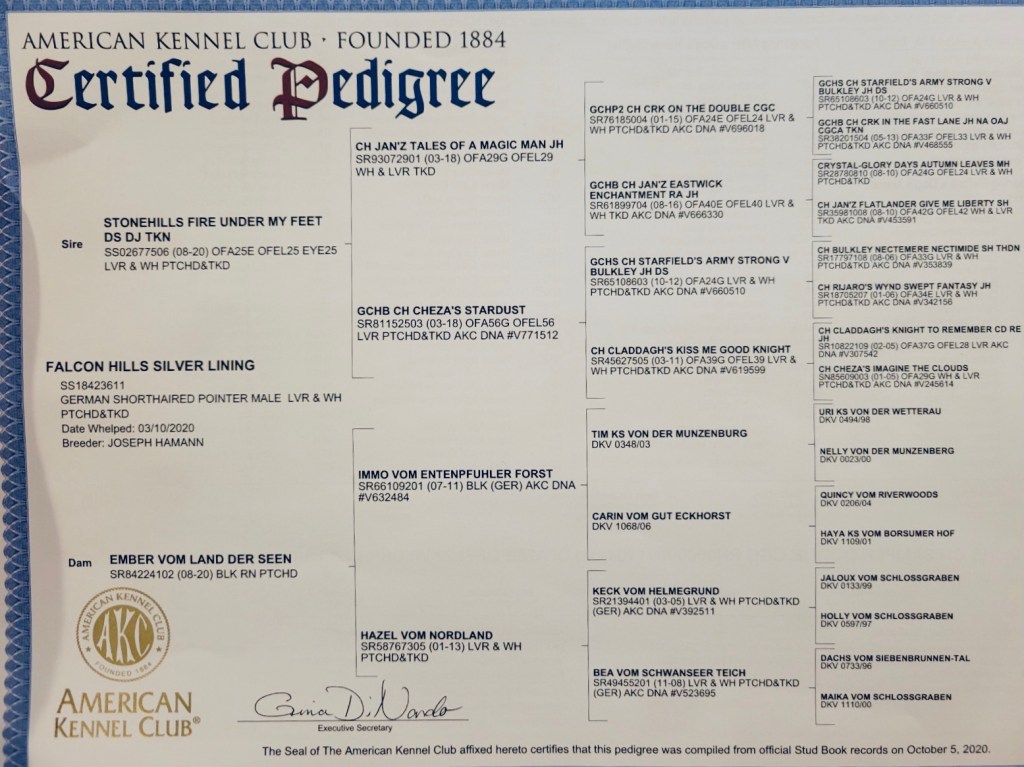 AMERICAN KENNEL CLUB · FOUNDED 1884
Certified Pedigree
Sire
STONEHILLS FIRE UNDER MY FEET
DS DJ TKN
SS02677506 (08-20) OFA25E OFEL25 EYE25
LVR & WH PTCHD&TKD
FALCON HILLS SILVER LINING
SS18423611
GERMAN SHORTHAIRED POINTER MALE LVR & WH
PTCHD&TKD
Date Whelped: 03/10/2020
Breeder: JOSEPH HAMANN
Dam
EMBER VOM LAND DER SEEN
SR84224102 (08-20) BLK RN PTCHD
CH JAN'Z TALES OF A MAGIC MAN JH
SR93072901 (03-18) OFA29G OFEL29
WH & LVR TKD
GCHB CH CHEZA'S STARDUST
SR81152503 (03-18) OFA56G OFEL56
LVR PTCHD&TKD AKC DNA #V771512
IMMO VOM ENTENPFUHLER FORST
SR66109201 (07-11) BLK (GER) AKC DNA
#V632484
HAZEL VOM NORDLAND
SR58767305 (01-13) LVR & WH
PTCHD&TKD
GCHP2 CH CRK ON THE DOUBLE CGC
SR76185004 (01-15) OFA24E OFEL24 LVR &
WH PTCHD&TKD AKC DNA #V696018
GCHB CH JAN'Z EASTWICK
ENCHANTMENT RA JH
SR61899704 (08-16) OFA40E OFEL40 LVR &
WH TKD AKC DNA #V666330
GCHS CH STARFIELD'S ARMY STRONG V
BULKLEY JH DS
SR65108603 (10-12) OFA24G LVR & WH
PTCHD&TKD AKC DNA #V660510
CH CLADDAGH'S KISS ME GOOD KNIGHT
SR45627505 (03-11) OFA39G OFEL39 LVR &
WH PTCHD&TKD AKC DNA #V619599
TIM KS VON DER MUNZENBURG
DKV 0348/03
CARIN VOM GUT ECKHORST
DKV 1068/06
KECK VOM HELMEGRUND
SR21394401 (03-05) LVR & WH PTCHD&TKD
(GER) AKC DNA #V392511
BEA VOM SCHWANSEER TEICH
SR49455201 (11-08) LVR & WH PTCHD&TKD
(GER) AKC DNA #V523695
GCHS CH STARFIELD'S ARMY STRONG V
BULKLEY JH DS
SR65108603 (10-12) OFA24G LVR & WH
PTCHD&TKD AKC DNA #V660510
GCHB CH CRK IN THE FAST LANE JH NA OAJ
CGCA TKN
SR38201504 (05-13) OFA33F OFEL33 LVR & WH
PTCHD&TKD AKC DNA #V468555
CRYSTAL-GLORY DAYS AUTUMN LEAVES MH
SR28780810 (08-10) OFA24G OFEL24 LVR & WH
PTCHD&TKD
CH JAN'Z FLATLANDER GIVE ME LIBERTY SH
SR35981008 (08-10) OFA42G OFEL42 WH & LVR
TKD AKC DNA #V453591
CH BULKLEY NECTEMERE NECTIMIDE SH THDN
SR17797108 (08-06) OFA33G LVR & WH
PTCHD&TKD AKC DNA #V353839
CH RIJARO'S WYND SWEPT FANTASY JH
SR18705207 (01-06) OFA34E LVR & WH
PTCHD&TKD AKC DNA #V342156
CH CLADDAGH'S KNIGHT TO REMEMBER CD RE
JH
SR10822109 (02-05) OFA37G OFEL28 LVR AKC
DNA #V307542
CH CHEZA'S IMAGINE THE CLOUDS
SN85609003 (01-05) OFA29G WH & LVR
PTCHD&TKD AKC DNA #V245614
URI KS VON DER WETTERAU
DKV 0494/98
NELLY VON DER MUNZENBERG
DKV 0023/00
QUINCY VOM RIVERWOODS
DKV 0206/04
HAYA KS VOM BORSUMER HOF
DKV 1109/01
JALOUX VOM SCHLOSSGRABEN
DKV 0133/99
HOLLY VOM SCHLOSSGRABEN
DKV 0597/97
DACHS VOM SIEBENBRUNNEN-TAL
DKV 0733/96
MAIKA VOM SCHLOSSGRABEN
DKV 1110/00
AMERICAN KENNEL CLUB
AKC
FOUNDED 1884
AMERICAN
KENNEL CLUB®
Gina DiNardo
Executive Secretary
The Seal of The American Kennel Club affixed hereto certifies that this pedigree was compiled from official Stud Book records on October 5, 2020.